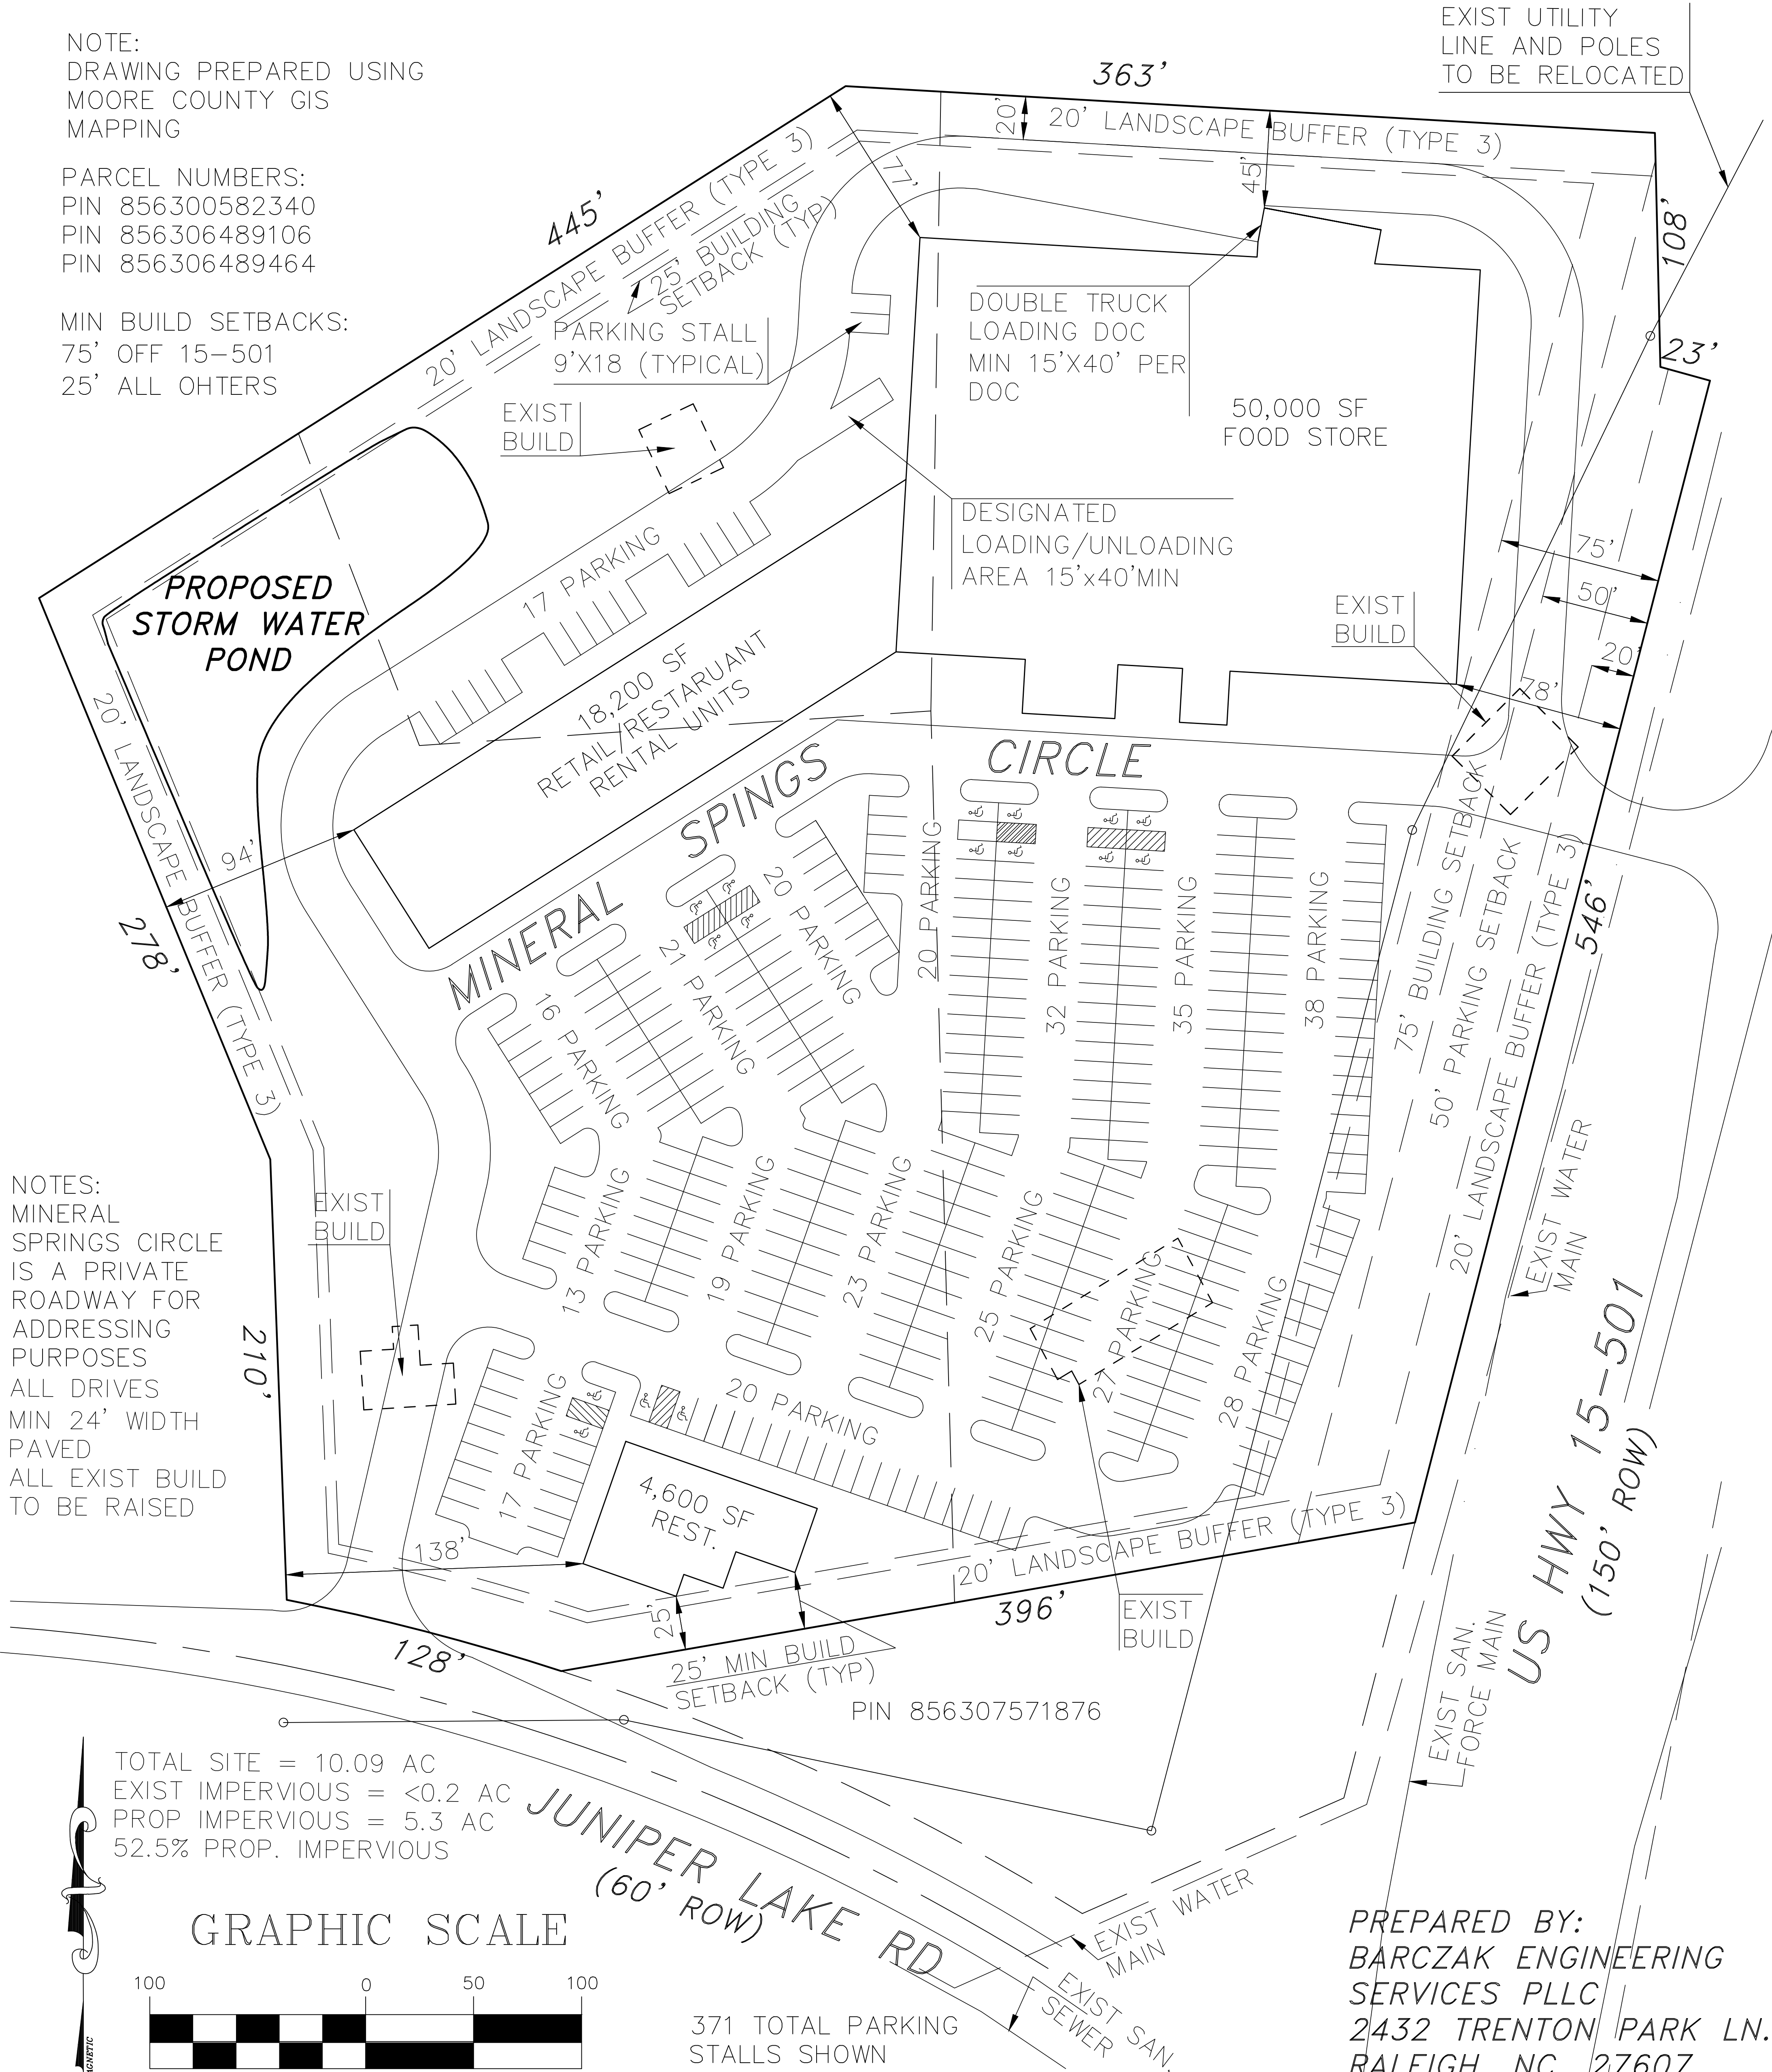 NOTE:
DRAWING PREPARED USING
MOORE COUNTY GIS
MAPPING
PARCEL NUMBERS:
PIN 856300582340
PIN 856306489106
PIN 856306489464
MIN BUILD SETBACKS:
75' OFF 15-501
25' ALL OHTERS
EXIST UTILITY
LINE AND POLES
TO BE RELOCATED
363'
20'
20' LANDSCAPE BUFFER (TYPE 3)
45'
77'
108'
23'
445'
20' LANDSCAPE BUFFER (TYPE 3)
25' BUILDING
SETBACK (TYP)
PARKING STALL
9'X18 (TYPICAL)
EXIST
BUILD
DOUBLE TRUCK
LOADING DOC
MIN 15'X40' PER
DOC
50,000 SF
FOOD STORE
DESIGNATED
LOADING/UNLOADING
AREA 15'x40'MIN
75'
50'
20'
78'
EXIST
BUILD
PROPOSED
STORM WATER
POND
17 PARKING
18,200 SF
RETAIL/RESTARUANT
RENTAL UNITS
20' LANDSCAPE BUFFER (TYPE 3)
94'
278'
MINERAL SPINGS CIRCLE
16 PARKING
21 PARKING
20 PARKING
20 PARKING
32 PARKING
35 PARKING
38 PARKING
75' BUILDING SETBACK
50' PARKING SETBACK
20' LANDSCAPE BUFFER (TYPE 3)
546'
NOTES:
MINERAL
SPRINGS CIRCLE
IS A PRIVATE
ROADWAY FOR
ADDRESSING
PURPOSES
ALL DRIVES
MIN 24' WIDTH
PAVED
ALL EXIST BUILD
TO BE RAISED
EXIST
BUILD
210'
13 PARKING
19 PARKING
23 PARKING
25 PARKING
27 PARKING
28 PARKING
EXIST WATER
MAIN
17 PARKING
20 PARKING
4,600 SF
REST.
138'
25'
128'
396'
20' LANDSCAPE BUFFER (TYPE 3)
25' MIN BUILD
SETBACK (TYP)
EXIST
BUILD
PIN 856307571876
US HWY 15-501
(150' ROW)
EXIST SAN.
FORCE MAIN
TOTAL SITE = 10.09 AC
EXIST IMPERVIOUS = <0.2 AC
PROP IMPERVIOUS = 5.3 AC
52.5% PROP. IMPERVIOUS
JUNIPER LAKE RD
(60' ROW)
EXIST WATER
MAIN
EXIST SAN.
SEWER
GRAPHIC SCALE
100 0 50 100
371 TOTAL PARKING
STALLS SHOWN
PREPARED BY:
BARCZAK ENGINEERING
SERVICES PLLC
2432 TRENTON PARK LN.
RALEIGH, NC 27607